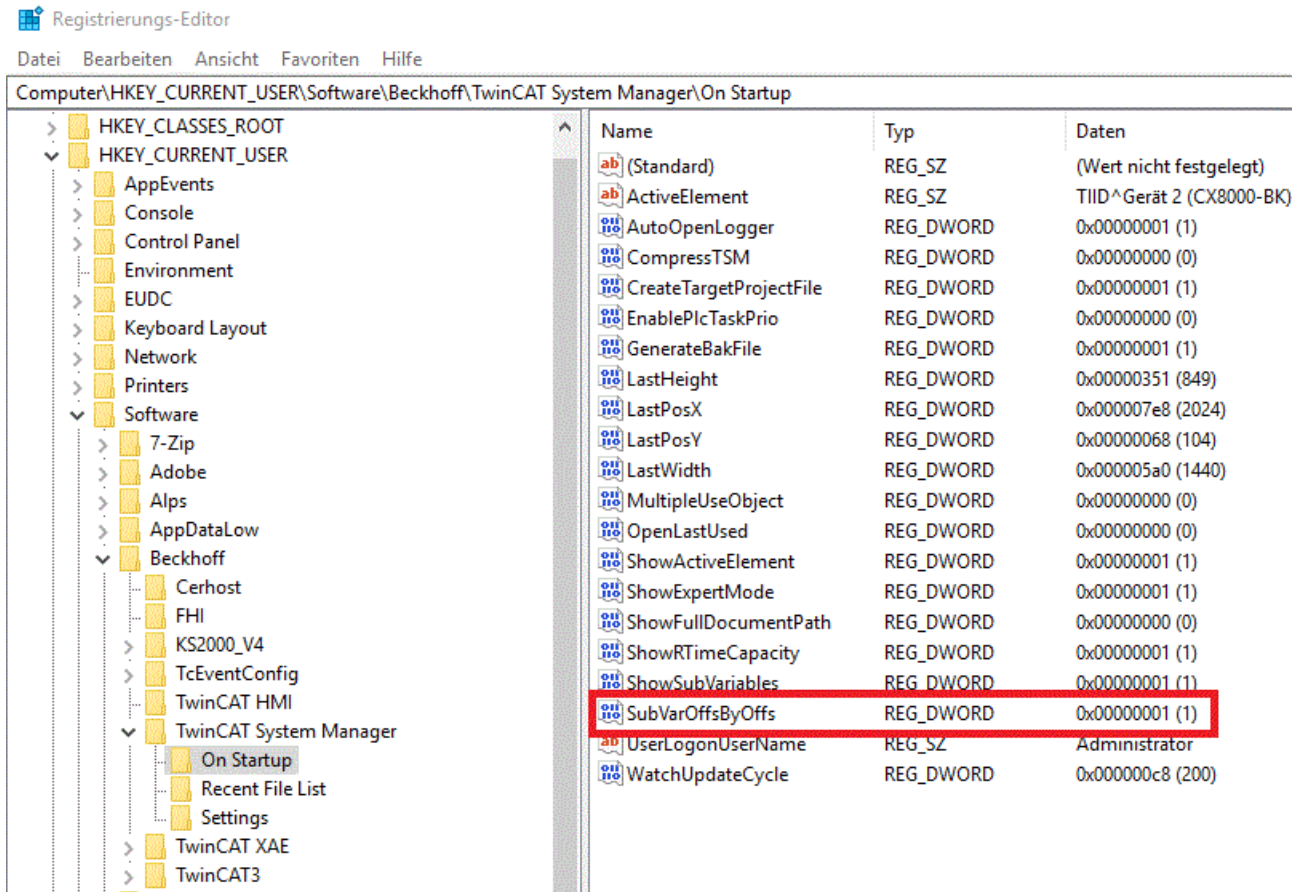 Registrierungs-Editor
Datei Bearbeiten Ansicht Favoriten Hilfe
Computer\HKEY_CURRENT_USER\Software\Beckhoff\TwinCAT System Manager\On Startup
HKEY_CLASSES_ROOT
HKEY_CURRENT_USER
AppEvents
Console
Control Panel
Environment
EUDC
Keyboard Layout
Network
Printers
Software
7-Zip
Adobe
Alps
AppDataLow
Beckhoff
Cerhost
FHI
KS2000_V4
TcEventConfig
TwinCAT HMI
TwinCAT System Manager
On Startup
Recent File List
Settings
TwinCAT XAE
TwinCAT3
Name Typ Daten
(Standard) REG_SZ (Wert nicht festgelegt)
ActiveElement REG_SZ TIID^Gerät 2 (CX8000-BK)
AutoOpenLogger REG_DWORD 0x00000001 (1)
CompressTSM REG_DWORD 0x00000000 (0)
CreateTargetProjectFile REG_DWORD 0x00000001 (1)
EnablePlcTaskPrio REG_DWORD 0x00000000 (0)
GenerateBakFile REG_DWORD 0x00000001 (1)
LastHeight REG_DWORD 0x00000351 (849)
LastPosX REG_DWORD 0x000007e8 (2024)
LastPosY REG_DWORD 0x00000068 (104)
LastWidth REG_DWORD 0x000005a0 (1440)
MultipleUseObject REG_DWORD 0x00000000 (0)
OpenLastUsed REG_DWORD 0x00000000 (0)
ShowActiveElement REG_DWORD 0x00000001 (1)
ShowExpertMode REG_DWORD 0x00000001 (1)
ShowFullDocumentPath REG_DWORD 0x00000000 (0)
ShowRTimeCapacity REG_DWORD 0x00000001 (1)
ShowSubVariables REG_DWORD 0x00000001 (1)
SubVarOffsByOffs REG_DWORD 0x00000001 (1)
UserLogonUserName REG_SZ Administrator
WatchUpdateCycle REG_DWORD 0x000000c8 (200)